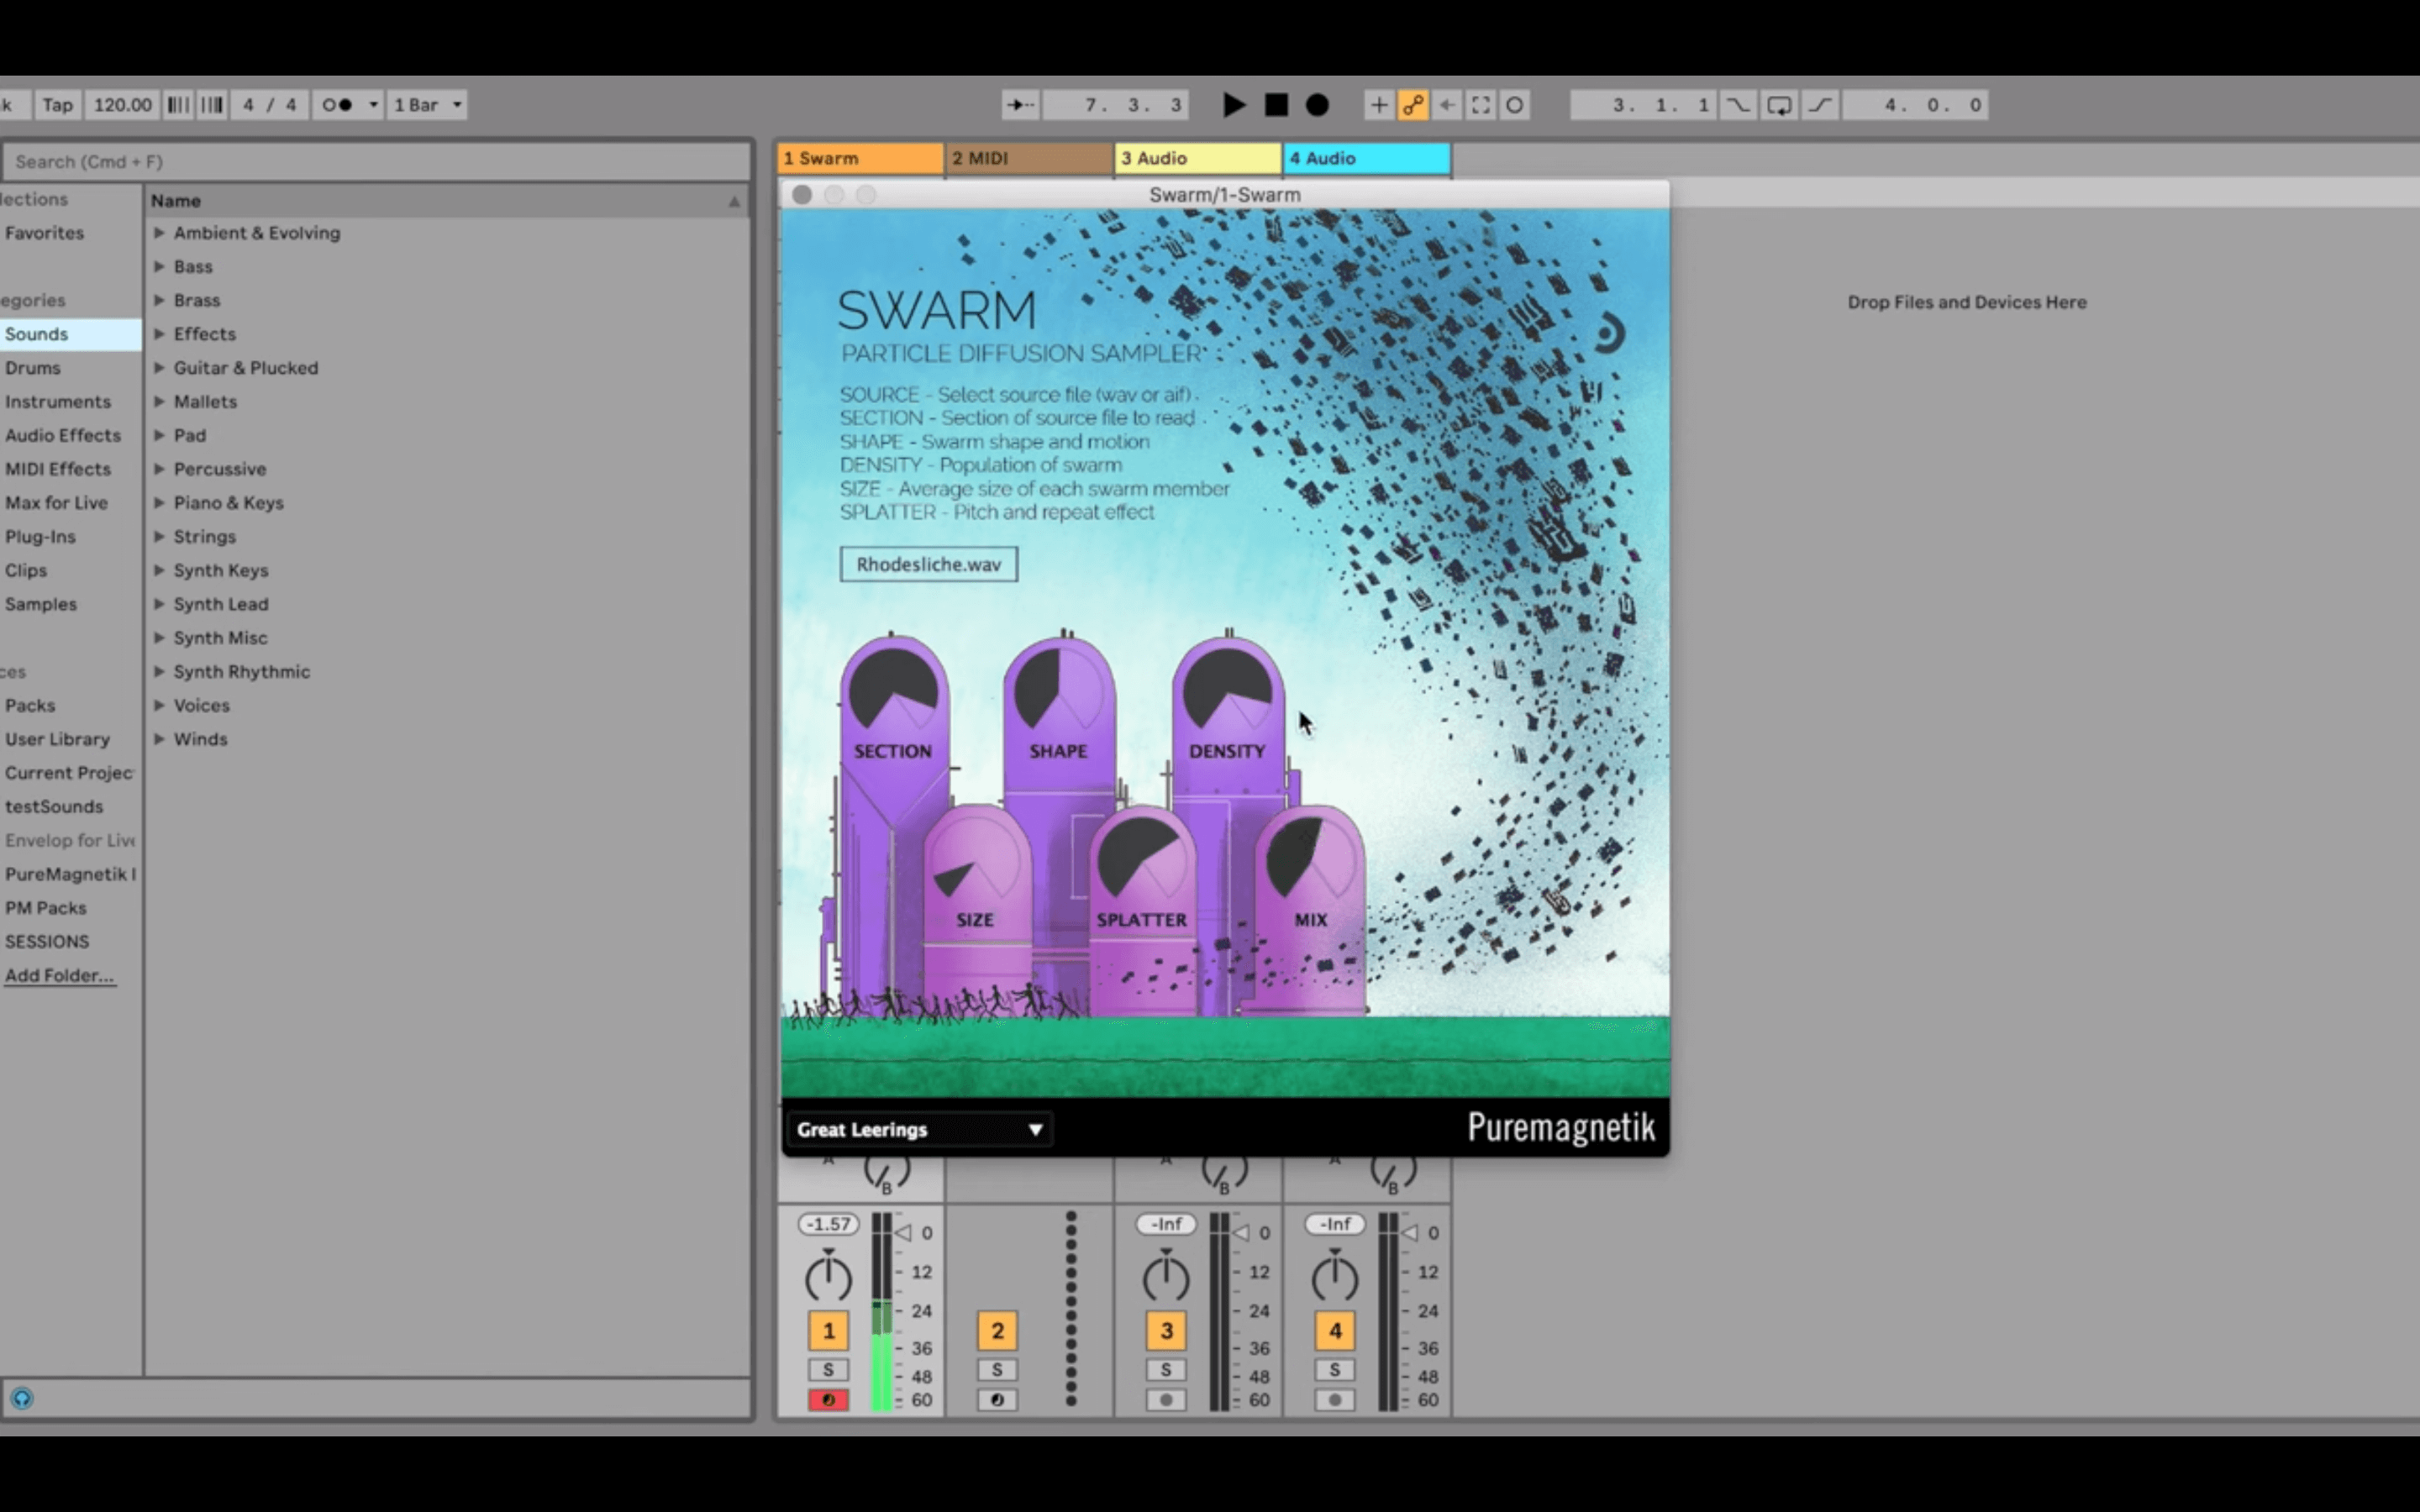 k Tap 120.00 4 / 4 1 Bar 7. 3. 3 3. 1. 1 4. 0. 0
Search (Cmd + F)
lections
Favorites
egories
Sounds
Drums
Instruments
Audio Effects
MIDI Effects
Max for Live
Plug-Ins
Clips
Samples
ces
Packs
User Library
Current Projec
testSounds
Envelop for Live
PureMagnetik I
PM Packs
SESSIONS
Add Folder...
Name
Ambient & Evolving
Bass
Brass
Effects
Guitar & Plucked
Mallets
Pad
Percussive
Piano & Keys
Strings
Synth Keys
Synth Lead
Synth Misc
Synth Rhythmic
Voices
Winds
1 Swarm 2 MIDI 3 Audio 4 Audio
Swarm/1-Swarm
SWARM
PARTICLE DIFFUSION SAMPLER
SOURCE - Select source file (wav or aif)
SECTION - Section of source file to read
SHAPE - Swarm shape and motion
DENSITY - Population of swarm
SIZE - Average size of each swarm member
SPLATTER - Pitch and repeat effect
Rhodesliche.wav
SECTION SHAPE DENSITY
SIZE SPLATTER MIX
Great Leerings
Puremagnetik
Drop Files and Devices Here
A B A B A B
-1.57 0 -Inf 0 -Inf 0
12 12 12
24 24 24
1 2 3 4
36 36 36
S S S S
48 48 48
60 60 60